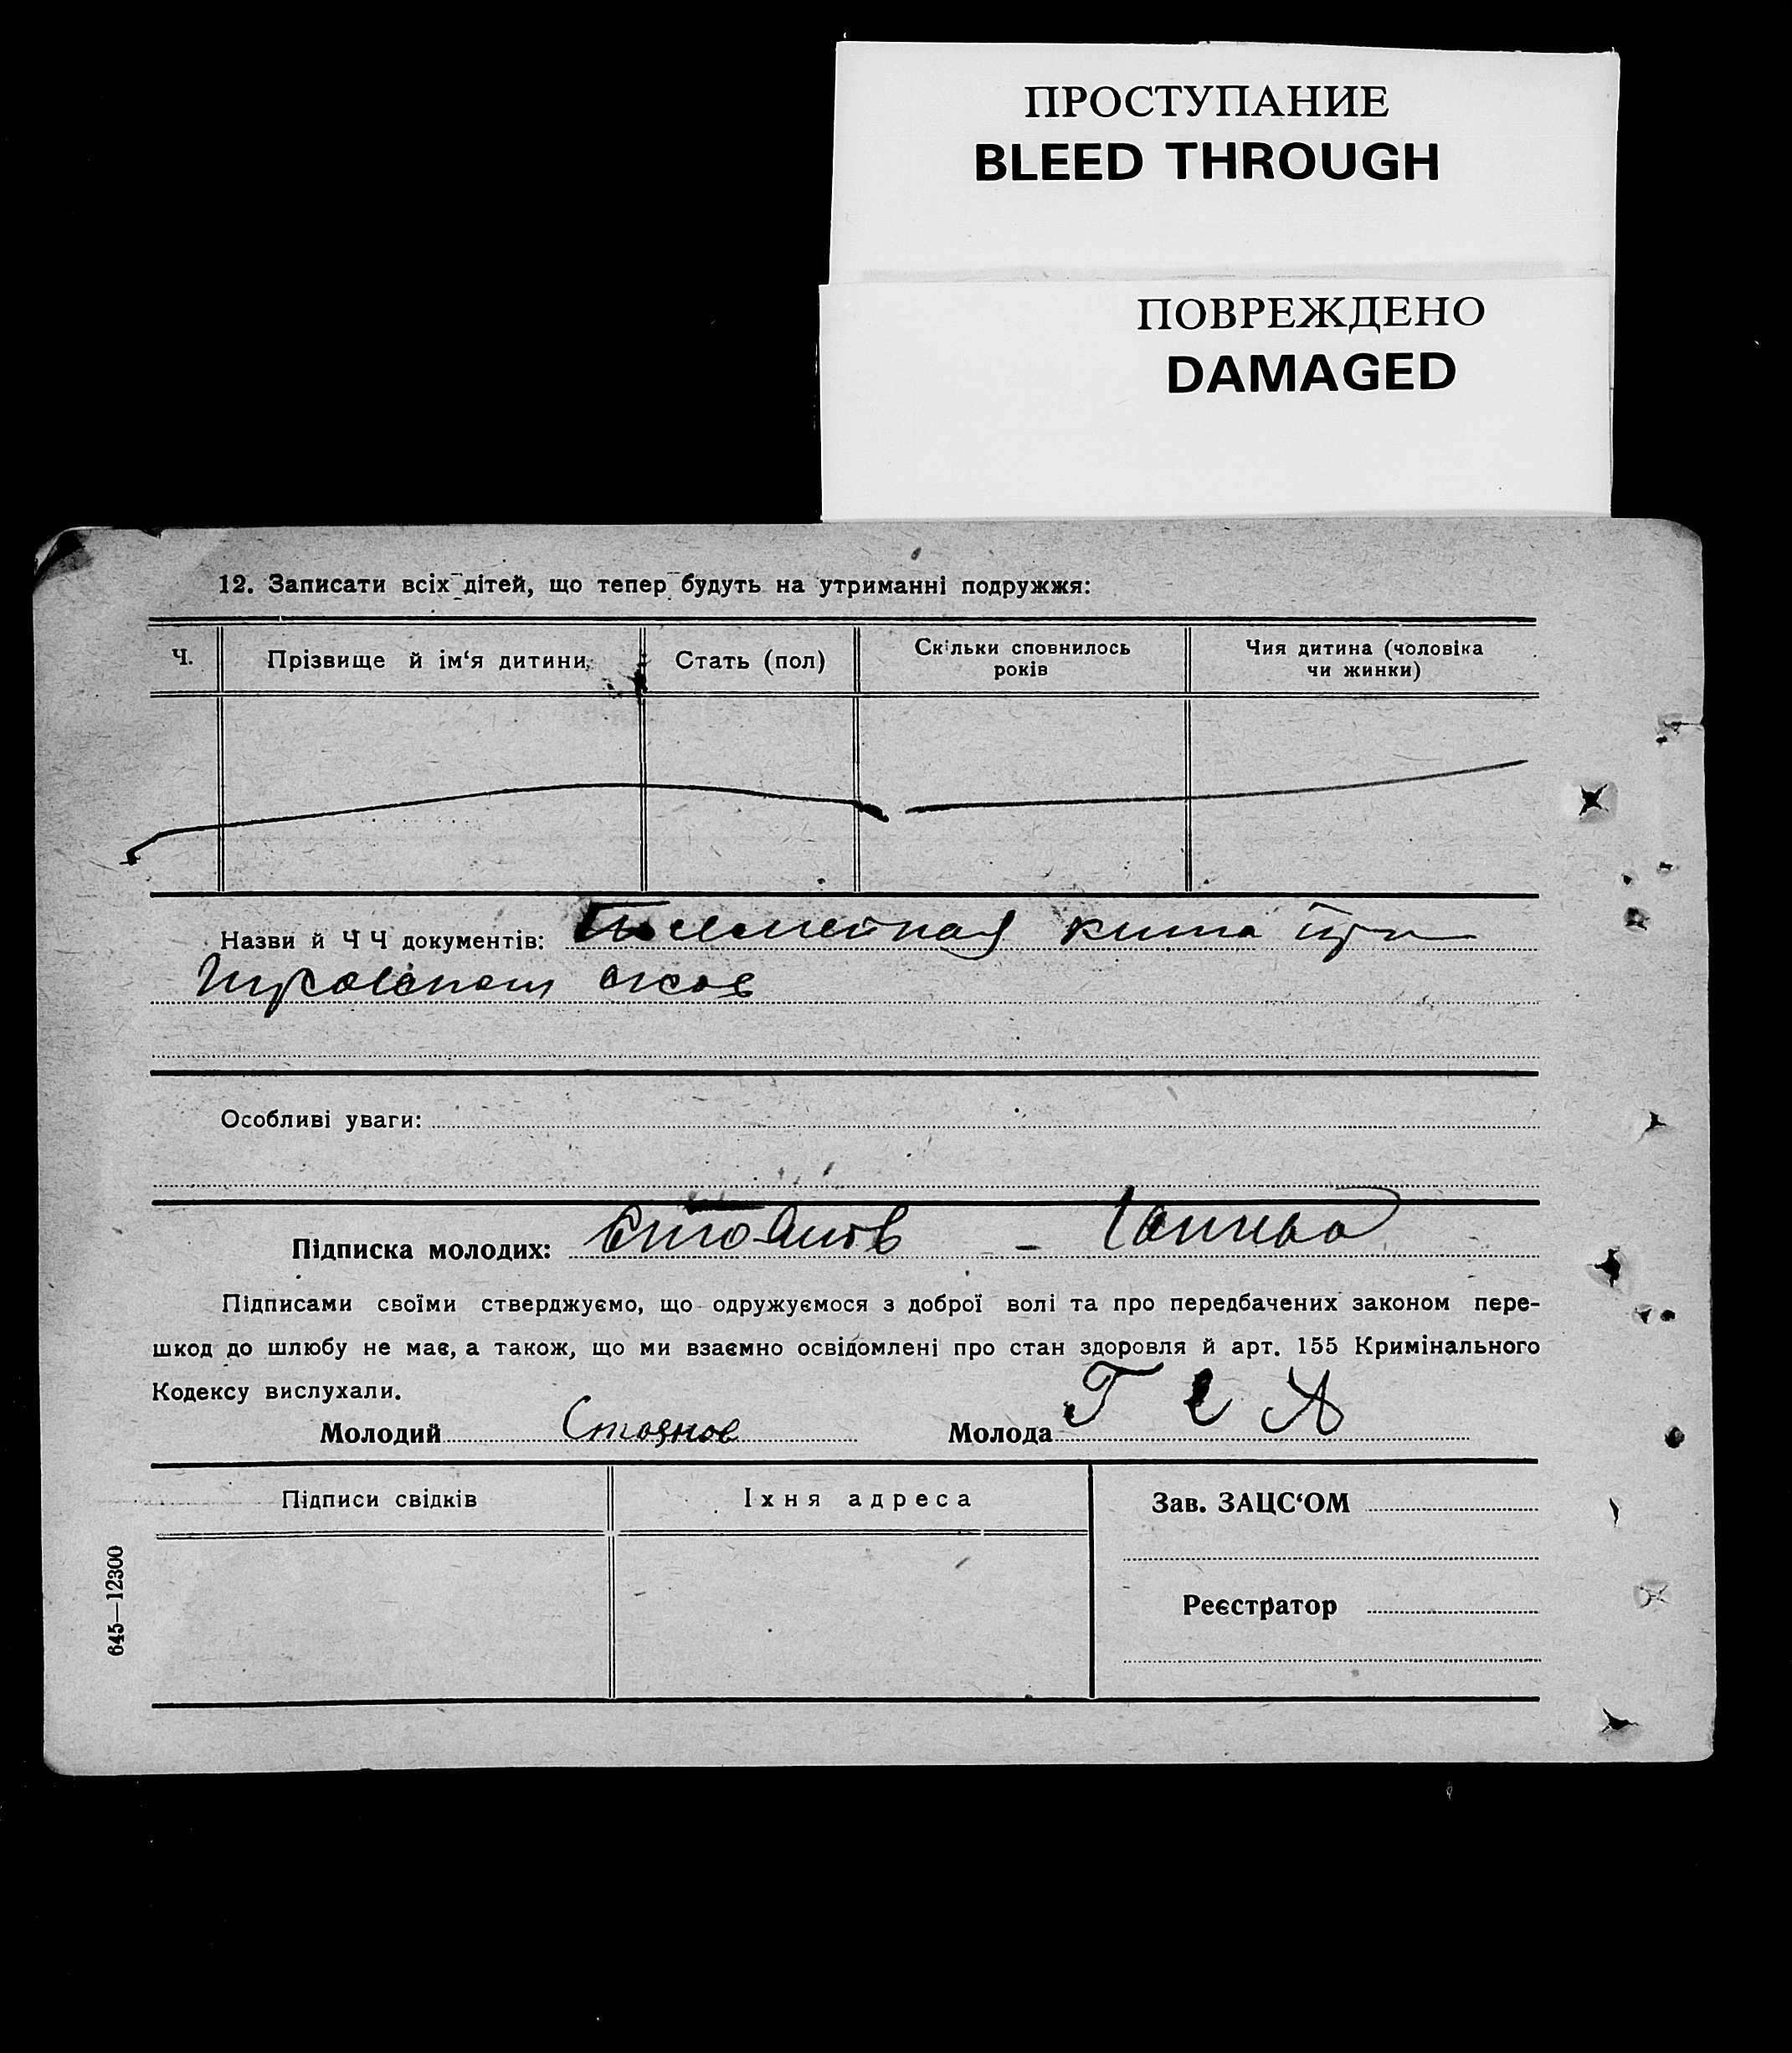 ПРОСТУПАНИЕ
BLEED THROUGH
ПОВРЕЖДЕНО
DAMAGED
12. Записати всіх дітей, що тепер будуть на утриманні подружжя:
Ч.
Прізвище й ім‘я дитини,
Стать (пол)
Скільки сповнилось
років
Чия дитина (чоловіка
чи жинки)
Назви й Ч Ч документів:
Особливі уваги:
Підписка молодих: Стоянов –
Підписами своїми стверджуємо, що одружуємося з доброї волі та про передбачених законом пере-
шкод до шлюбу не має, а також, що ми взаємно освідомлені про стан здоровля й арт. 155 Кримінального
Кодексу вислухали.
Молодий Стоянов Молода
Підписи свідків
Їхня адреса
Зав. ЗАЦС‘ОМ
Реєстратор
645—12300